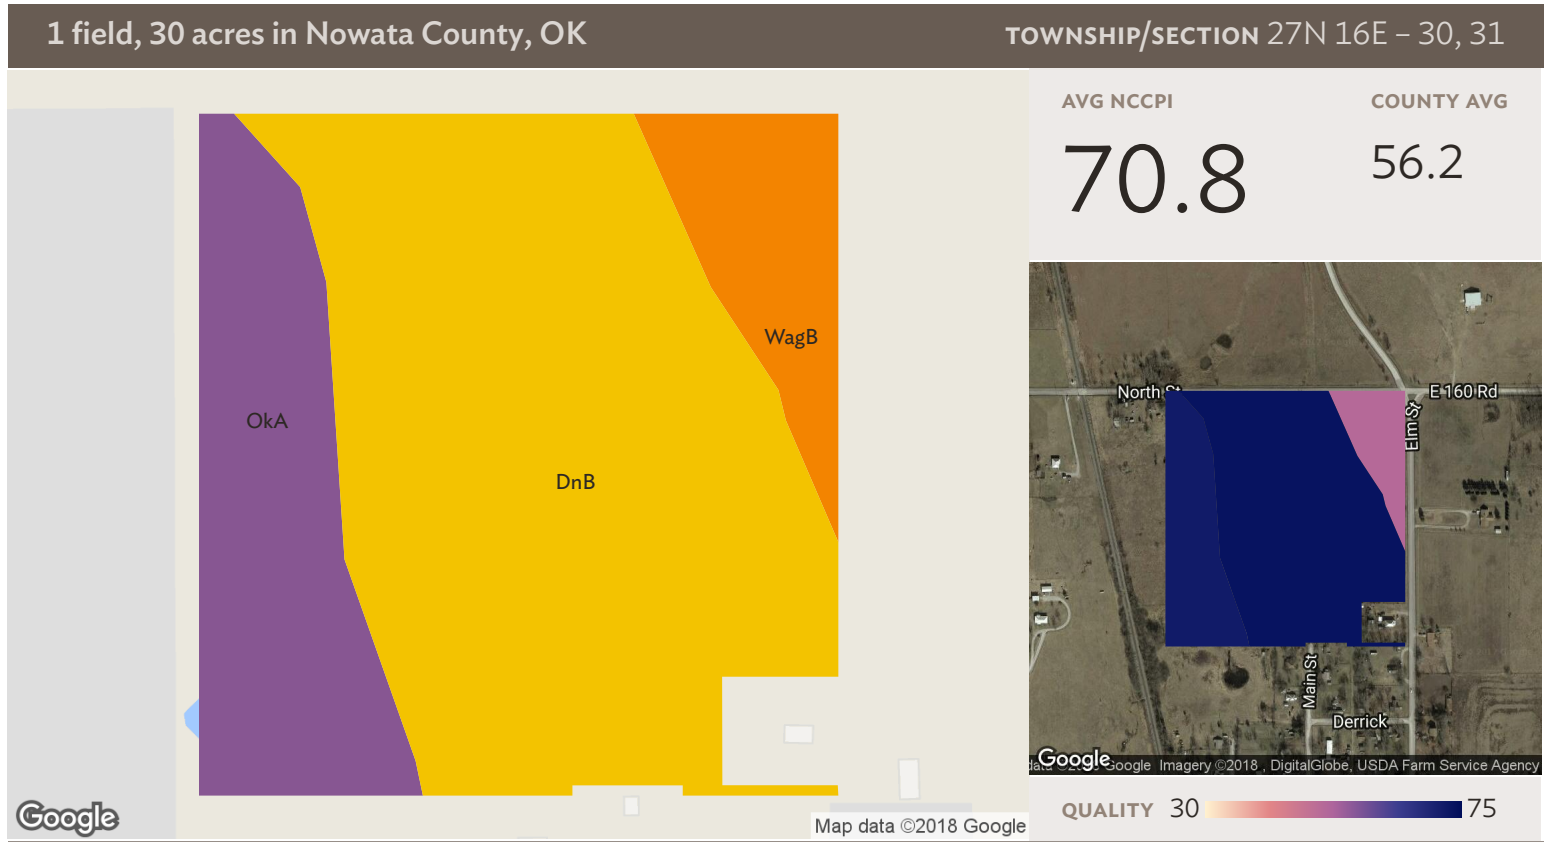 1 field, 30 acres in Nowata County, OK
TOWNSHIP/SECTION 27N 16E – 30, 31
AVG NCCPI
COUNTY AVG
70.8
56.2
WagB
OkA
DnB
North St
E 160 Rd
Elm St
Main St
Derrick
Google
Google Imagery ©2018 , DigitalGlobe, USDA Farm Service Agency
Google
Map data ©2018 Google
QUALITY 30 75